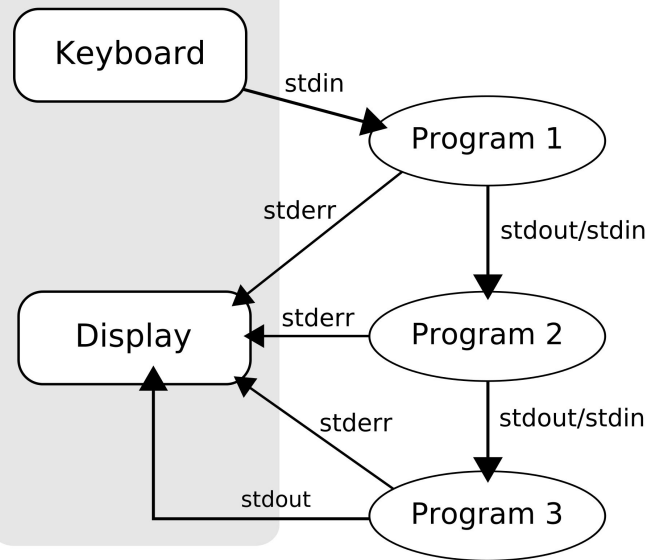 Keyboard
stdin
Program 1
stderr
stdout/stdin
stderr
Display
Program 2
stderr
stdout/stdin
stdout
Program 3